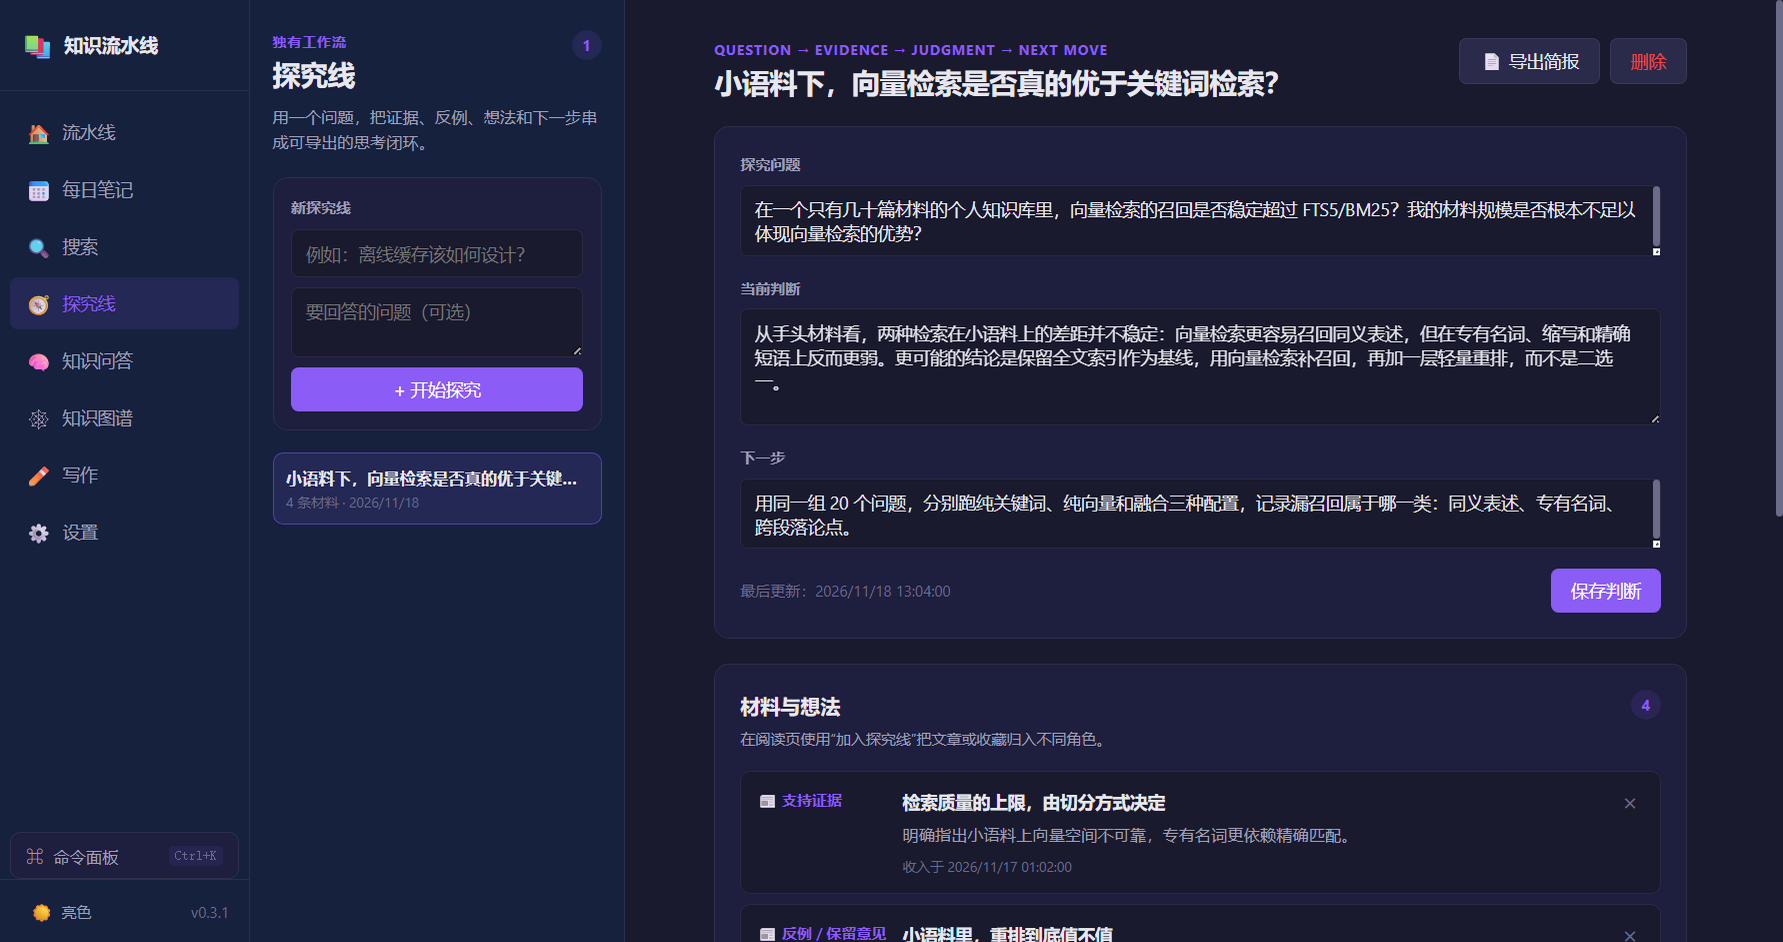 知识流水线
流水线
每日笔记
搜索
探究线
知识问答
知识图谱
写作
设置
命令面板 Ctrl+K
亮色 v0.3.1
独有工作流 1
探究线
用一个问题，把证据、反例、想法和下一步串
成可导出的思考闭环。
新探究线
例如：离线缓存该如何设计？
要回答的问题（可选）
+ 开始探究
小语料下，向量检索是否真的优于关键...
4 条材料 · 2026/11/18
QUESTION → EVIDENCE → JUDGMENT → NEXT MOVE
小语料下，向量检索是否真的优于关键词检索？
导出简报 删除
探究问题
在一个只有几十篇材料的个人知识库里，向量检索的召回是否稳定超过 FTS5/BM25？我的材料规模是否根本不足以
体现向量检索的优势？
当前判断
从手头材料看，两种检索在小语料上的差距并不稳定：向量检索更容易召回同义表述，但在专有名词、缩写和精确
短语上反而更弱。更可能的结论是保留全文索引作为基线，用向量检索补召回，再加一层轻量重排，而不是二选
一。
下一步
用同一组 20 个问题，分别跑纯关键词、纯向量和融合三种配置，记录漏召回属于哪一类：同义表述、专有名词、
跨段落论点。
最后更新：2026/11/18 13:04:00 保存判断
材料与想法 4
在阅读页使用“加入探究线”把文章或收藏归入不同角色。
支持证据 检索质量的上限，由切分方式决定
明确指出小语料上向量空间不可靠，专有名词更依赖精确匹配。
收入于 2026/11/17 01:02:00
反例 / 保留意见 小语料里，重排到底值不值